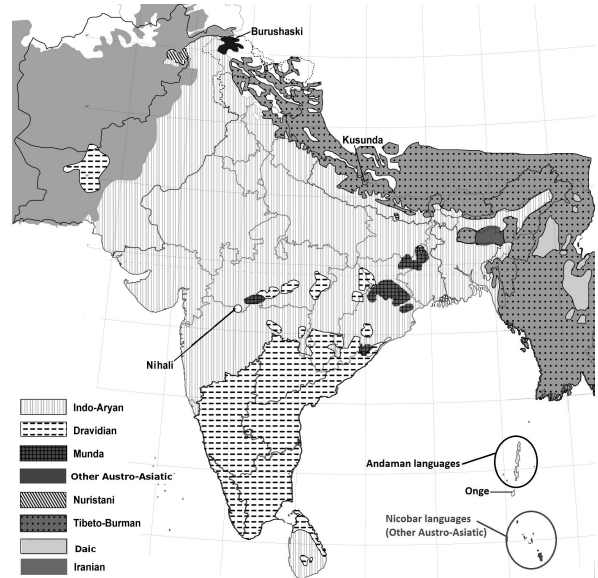 Burushaski
Kusunda
Nihali
Indo-Aryan
Dravidian
Munda
Other Austro-Asiatic
Nuristani
Tibeto-Burman
Daic
Iranian
Andaman languages
Onge
Nicobar languages
(Other Austro-Asiatic)